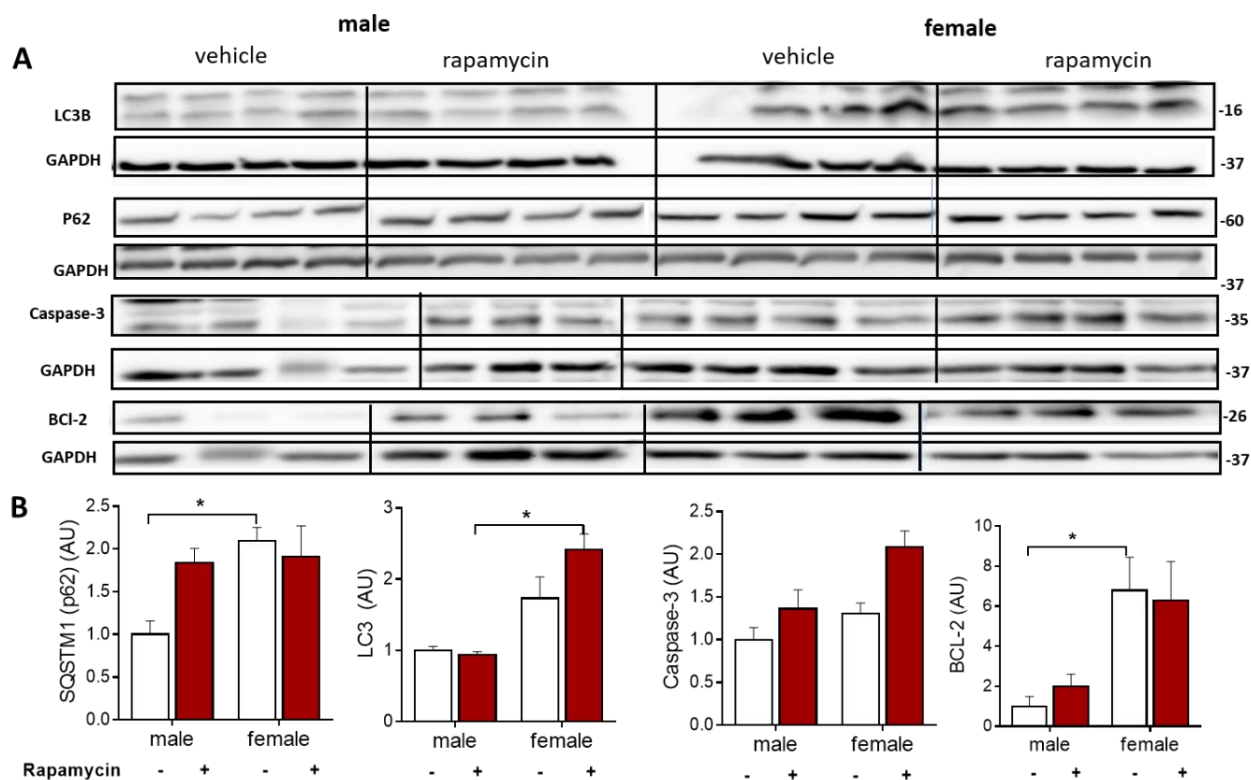 male female
A vehicle rapamycin vehicle rapamycin
LC3B -16
GAPDH -37
P62 -60
GAPDH -37
Caspase-3 -35
GAPDH -37
BCl-2 -26
GAPDH -37
B
SQSTM1 (p62) (AU)
2.5
2.0
1.5
1.0
0.5
0.0
*
male female
LC3 (AU)
3
2
1
0
*
male female
Caspase-3 (AU)
2.5
2.0
1.5
1.0
0.5
0.0
male female
BCL-2 (AU)
10
8
6
4
2
0
*
male female
Rapamycin - + - + - + - + - + - + - + - +